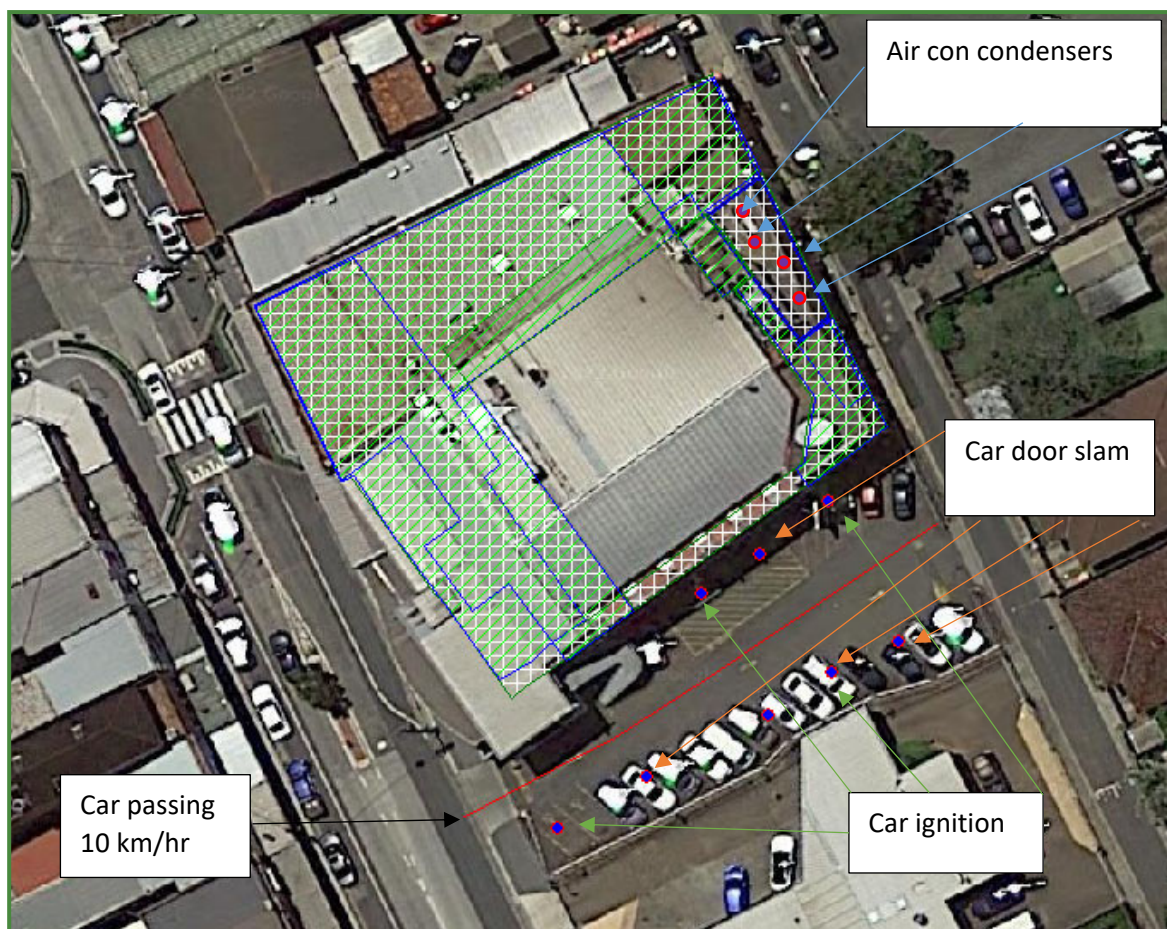 Air con condensers
Car door slam
Car passing
10 km/hr
Car ignition